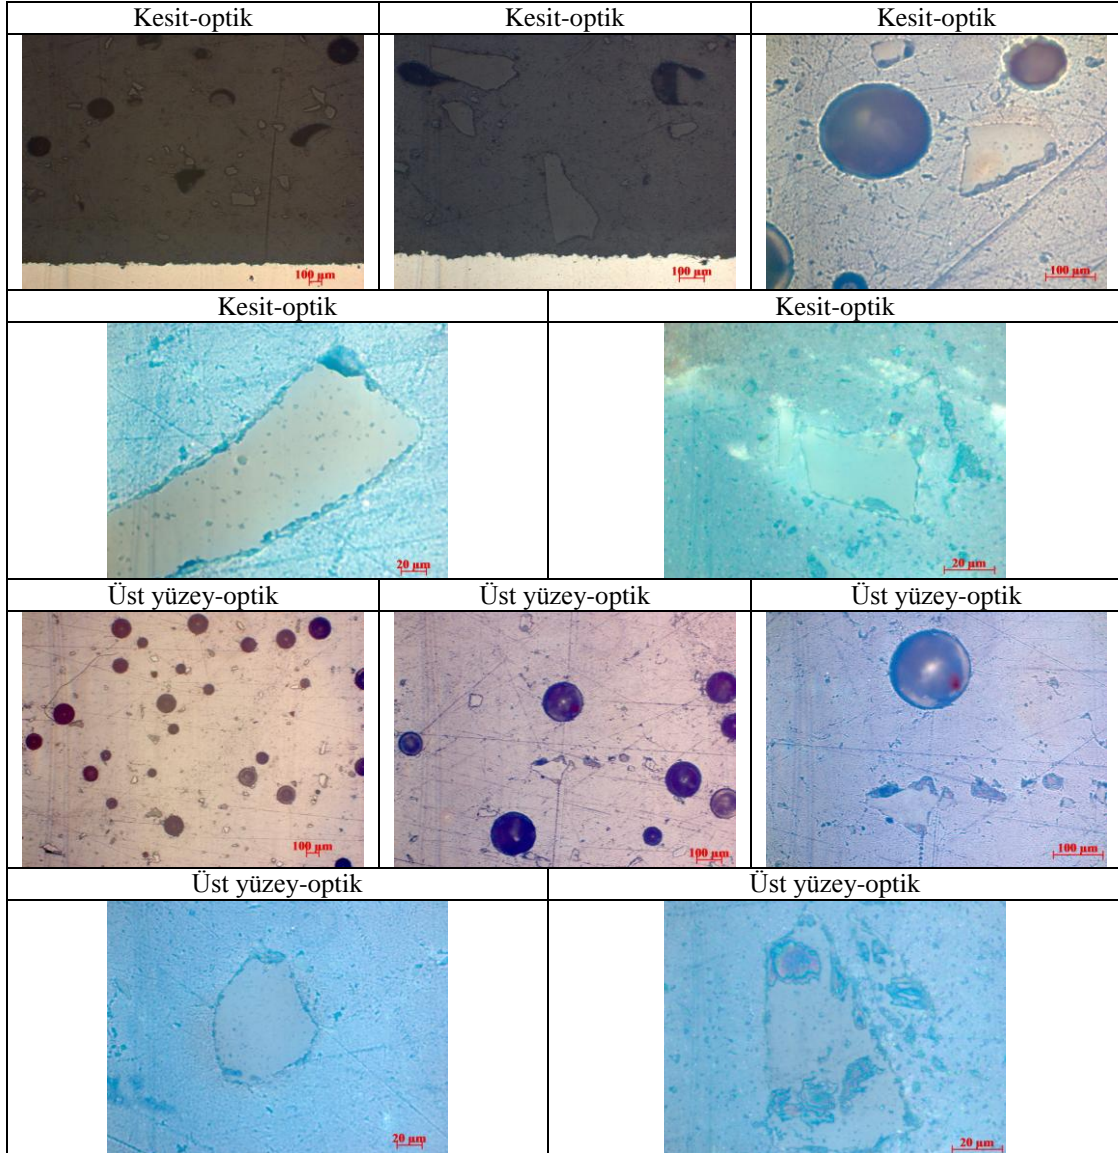 Kesit-optik Kesit-optik Kesit-optik
100 µm 100 µm 100 µm
Kesit-optik Kesit-optik
20 µm 20 µm
Üst yüzey-optik Üst yüzey-optik Üst yüzey-optik
100 µm 100 µm 100 µm
Üst yüzey-optik Üst yüzey-optik
20 µm 20 µm